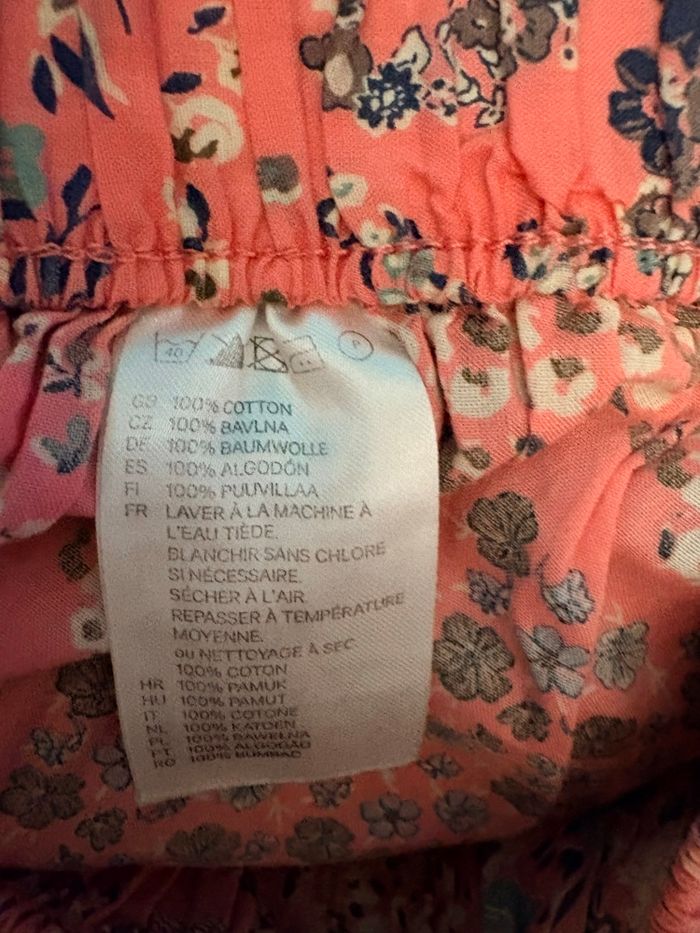 40 P
GB 100% COTTON
CZ 100% BAVLNA
DE 100% BAUMWOLLE
ES 100% ALGODÓN
FI 100% PUUVILLAA
FR LAVER À LA MACHINE À
L'EAU TIÈDE.
BLANCHIR SANS CHLORE
SI NÉCESSAIRE.
SÉCHER À L'AIR.
REPASSER À TEMPÉRATURE
MOYENNE.
OU NETTOYAGE À SEC
100% COTON
HR 100% PAMUK
HU 100% PAMUT
IT 100% COTONE
NL 100% KATOEN
PL 100% BAWEŁNA
PT 100% ALGODÃO
RO 100% BUMBAC